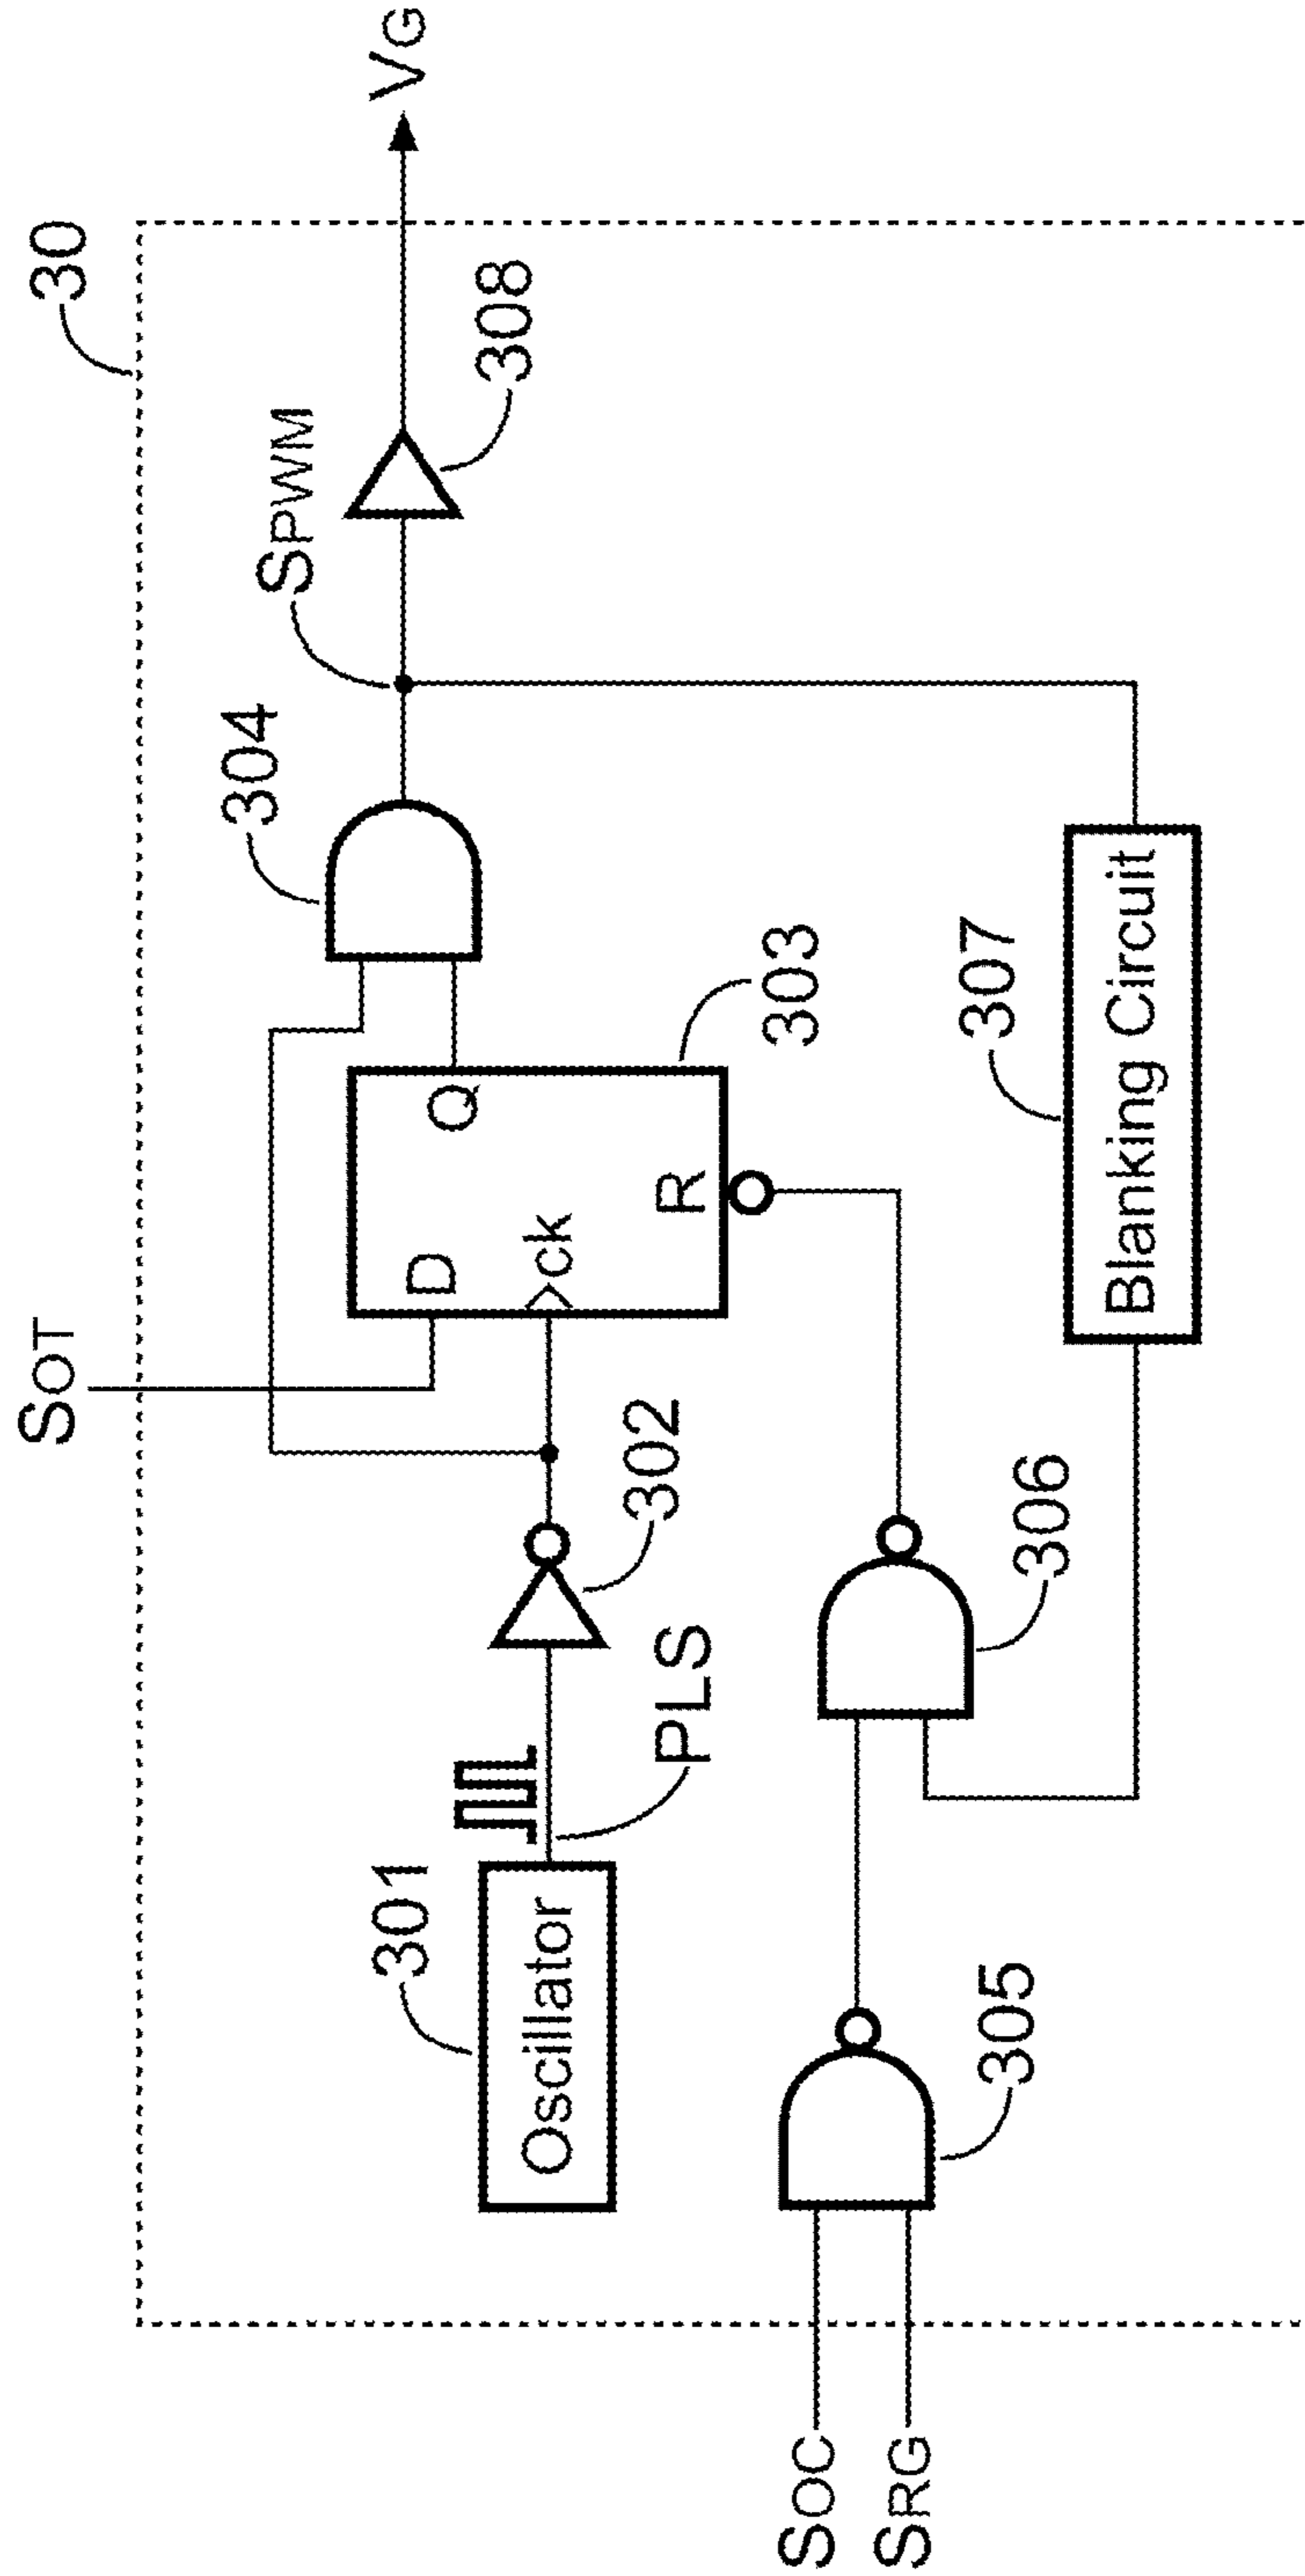 30
SOT
SPWM
VG
304
308
301
302
D
Q
Oscillator
PLS
ck
R
303
SOC
SRG
305
306
307
Blanking Circuit